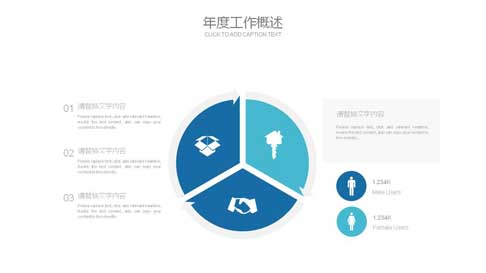 年度工作概述
CLICK TO ADD CAPTION TEXT
01 请替换文字内容
Please replace text, click add relevant headline,
modify the text content, also can copy your
content to this directly.
02 请替换文字内容
Please replace text, click add relevant headline,
modify the text content, also can copy your
content to this directly.
03 请替换文字内容
Please replace text, click add relevant headline,
modify the text content, also can copy your
content to this directly.
请替换文字内容
Please replace text, click add relevant headline,
modify the text content, also can copy your
content to this directly.
1.234K
Male Users
1.234K
Female Users